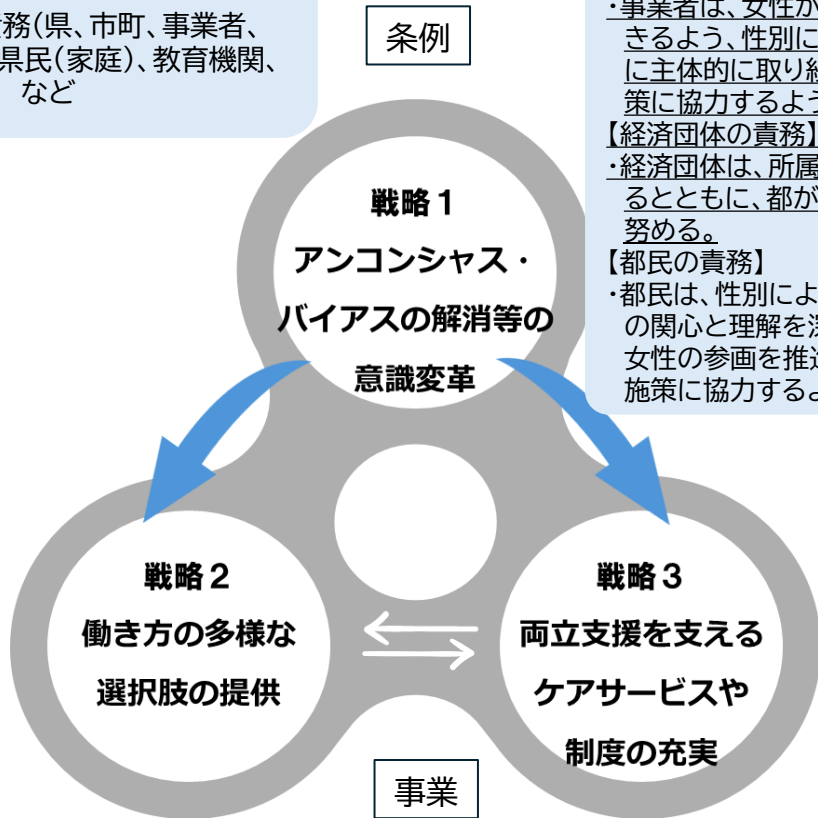 務(県、市町、事業者、
県民(家庭)、教育機関、
など
条例
・事業者は、女性が
きるよう、性別に
に主体的に取り
策に協力するよう
【経済団体の責務】
・経済団体は、所属
るとともに、都が
努める。
【都民の責務】
・都民は、性別によ
の関心と理解を深
女性の参画を推進
施策に協力するよ
戦略1
アンコンシャス・
バイアスの解消等の
意識変革
戦略2
働き方の多様な
選択肢の提供
戦略3
両立支援を支える
ケアサービスや
制度の充実
事業